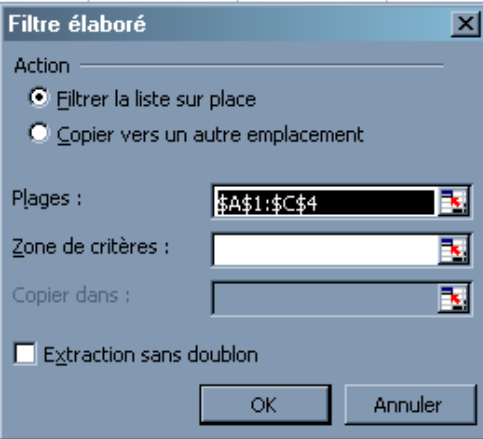 Filtre élaboré
Action
Filtrer la liste sur place
Copier vers un autre emplacement
Plages :
$A$1:$C$4
Zone de critères :
Copier dans :
Extraction sans doublon
OK
Annuler